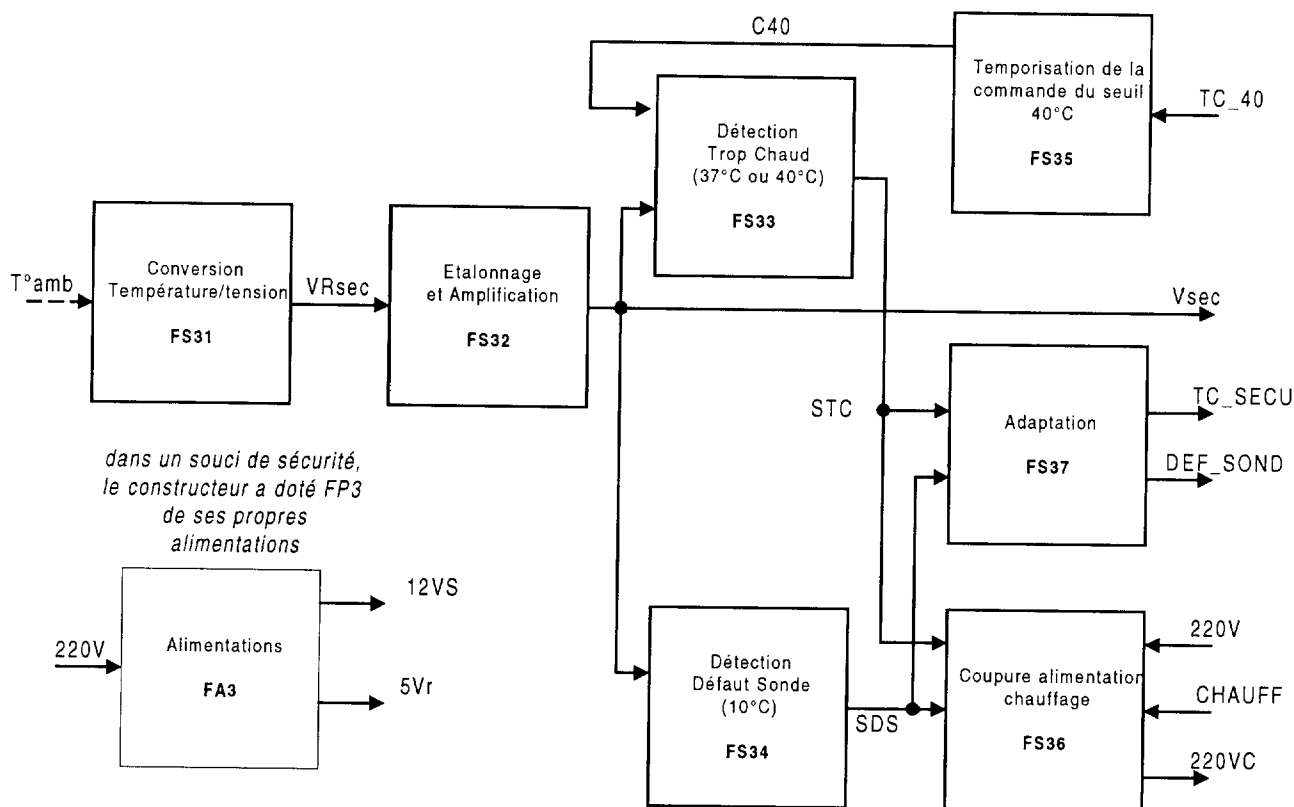 C40
Temporisation de la
commande du seuil
40°C
FS35
TC_40
Détection
Trop Chaud
(37°C ou 40°C)
FS33
T°amb
Conversion
Température/tension
FS31
VRsec
Etalonnage
et Amplification
FS32
Vsec
STC
Adaptation
FS37
TC_SECU
DEF_SOND
dans un souci de sécurité,
le constructeur a doté FP3
de ses propres
alimentations
220V
Alimentations
FA3
12VS
5Vr
Détection
Défaut Sonde
(10°C)
FS34
SDS
Coupure alimentation
chauffage
FS36
220V
CHAUFF
220VC